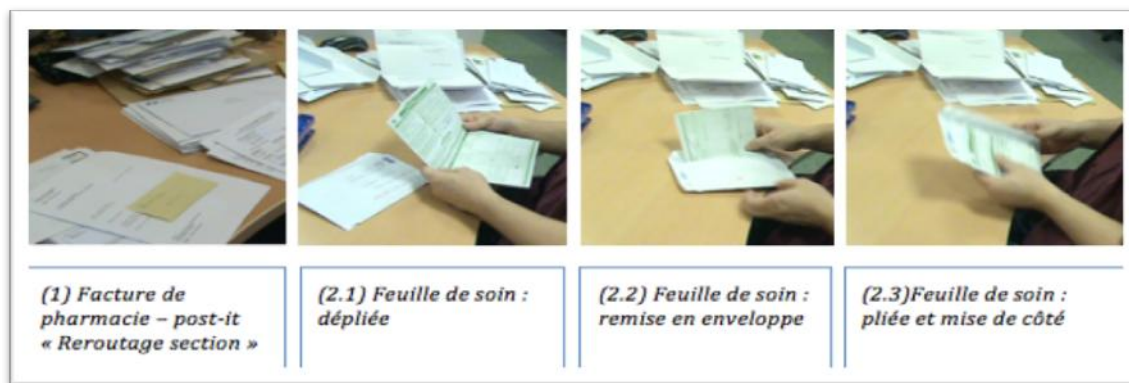 (1) Facture de
pharmacie – post-it
« Reroutage section »
(2.1) Feuille de soin :
dépliée
(2.2) Feuille de soin :
remise en enveloppe
(2.3)Feuille de soin :
pliée et mise de côté